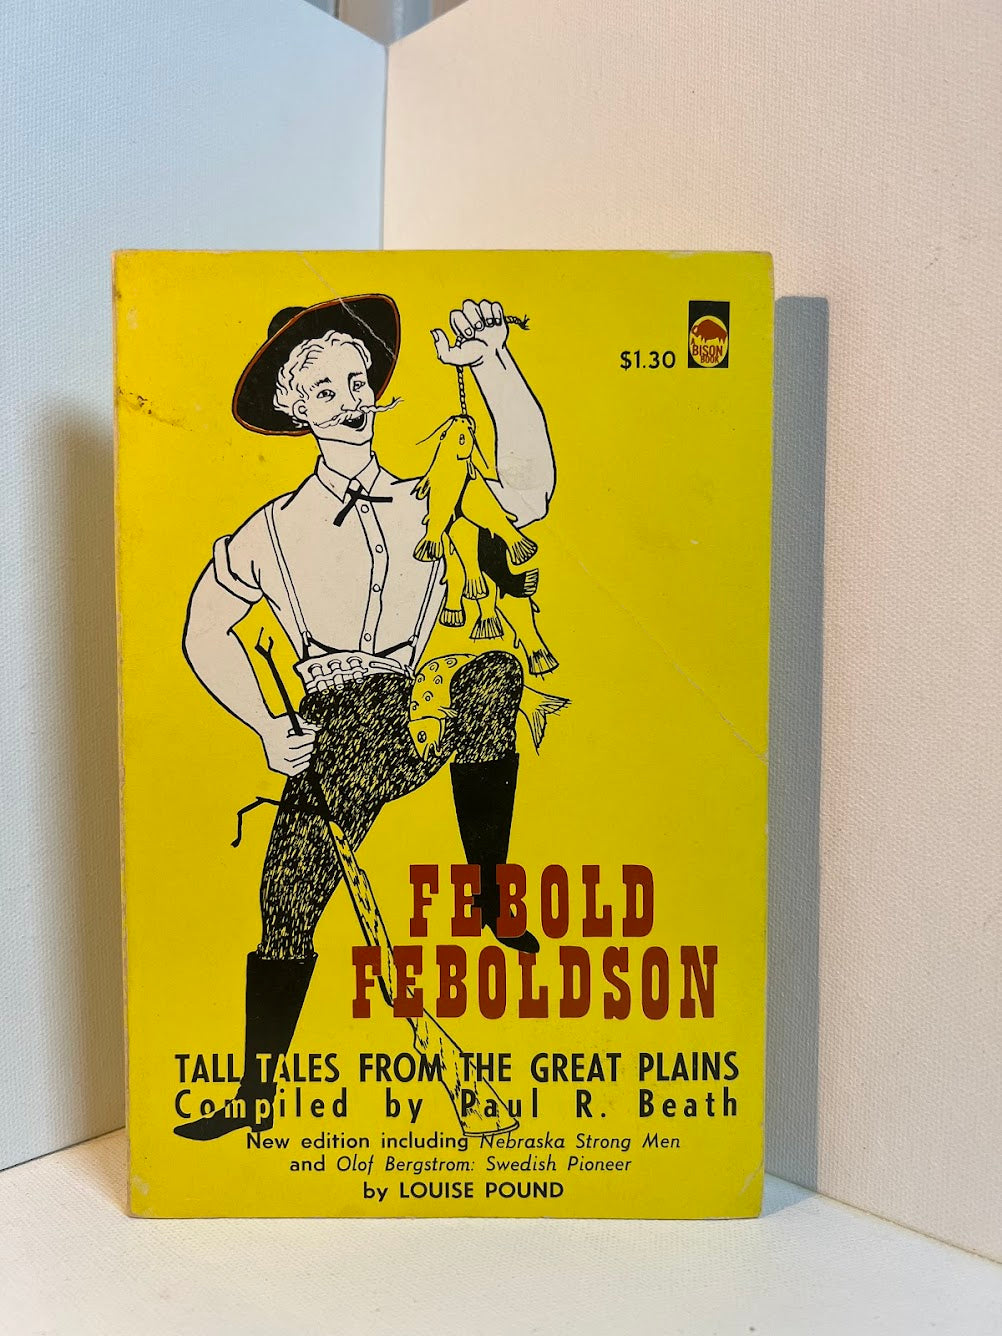 $1.30
A BISON BOOK
FEBOLD
FEBOLDSON
TALL TALES FROM THE GREAT PLAINS
Compiled by Paul R. Beath
New edition including Nebraska Strong Men
and Olof Bergstrom: Swedish Pioneer
by LOUISE POUND